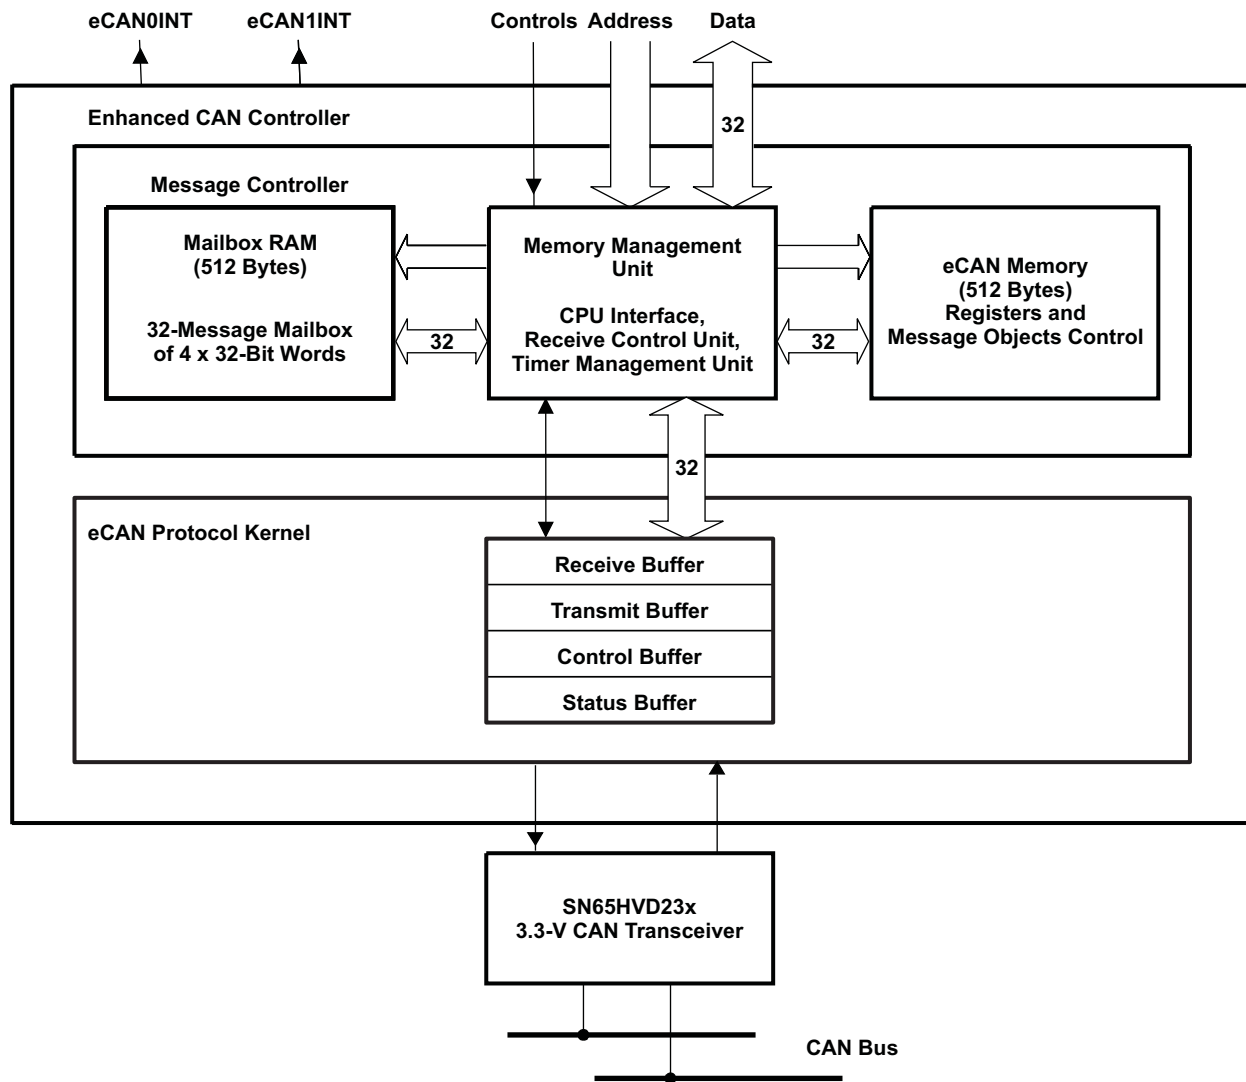 eCAN0INT eCAN1INT Controls Address Data
32
Enhanced CAN Controller
Message Controller
Mailbox RAM
(512 Bytes)
32-Message Mailbox
of 4 x 32-Bit Words
32
Memory Management
Unit
CPU Interface,
Receive Control Unit,
Timer Management Unit
32
eCAN Memory
(512 Bytes)
Registers and
Message Objects Control
32
eCAN Protocol Kernel
Receive Buffer
Transmit Buffer
Control Buffer
Status Buffer
SN65HVD23x
3.3-V CAN Transceiver
CAN Bus